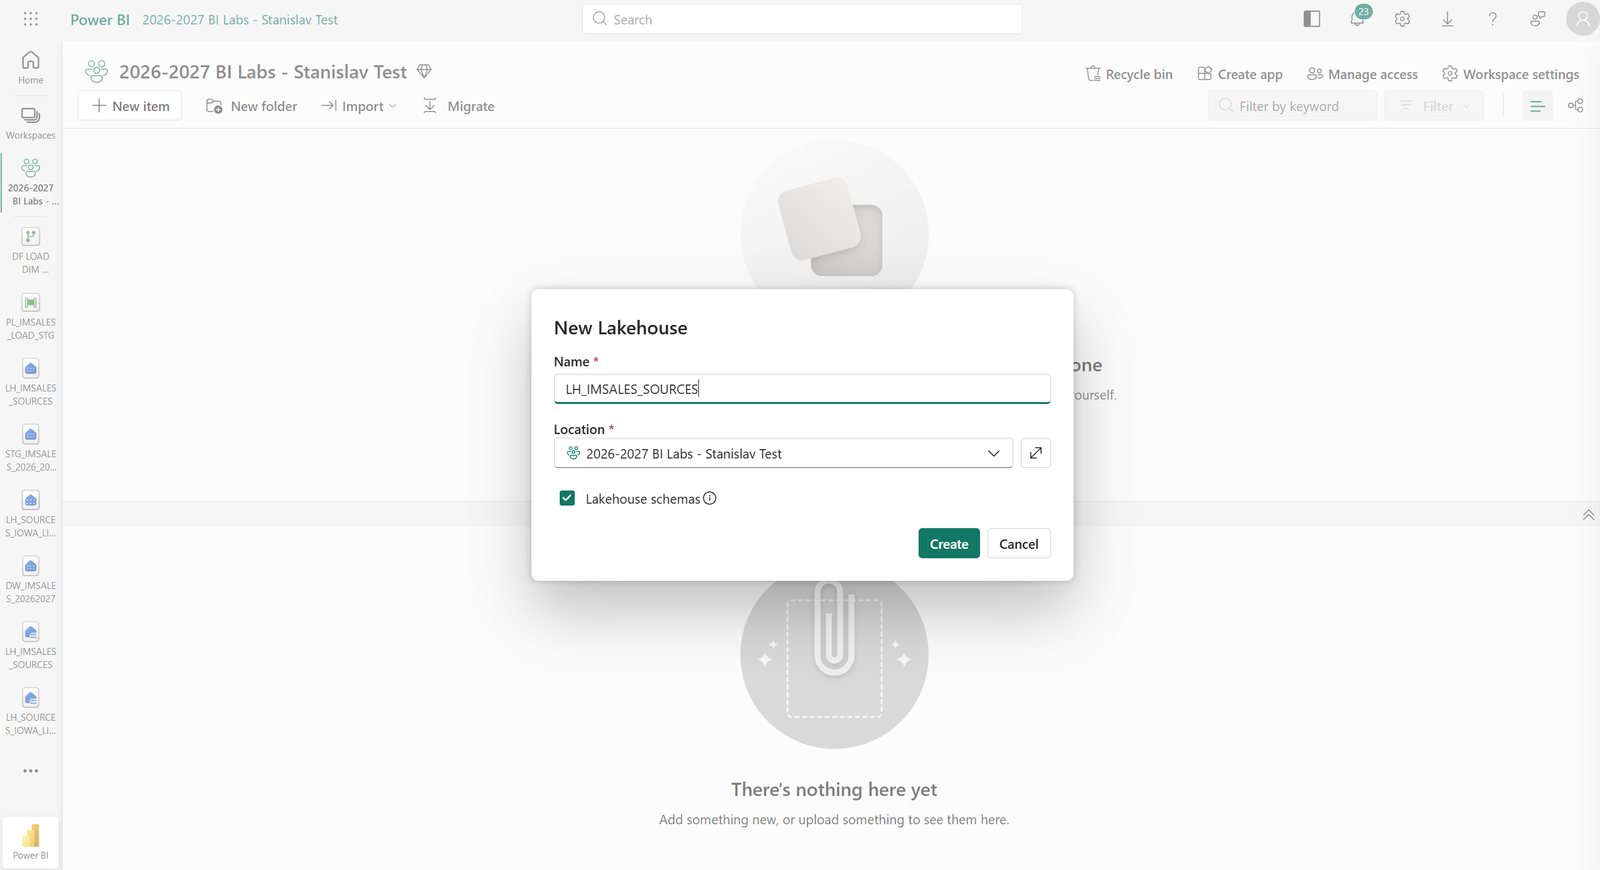 Power BI
2026-2027 BI Labs - Stanislav Test
Search
23
Home
Workspaces
2026-2027
BI Labs - ...
DF LOAD
DIM ...
PL_IMSALES
_LOAD_STG
LH_IMSALES
_SOURCES
STG_IMSALE
S_2026_20...
LH_SOURCE
S_IOWA_LI...
DW_IMSALE
S_20262027
LH_IMSALES
_SOURCES
LH_SOURCE
S_IOWA_LI...
Power BI
2026-2027 BI Labs - Stanislav Test
Recycle bin
Create app
Manage access
Workspace settings
New item
New folder
Import
Migrate
Filter by keyword
Filter
one
ourself.
New Lakehouse
Name *
LH_IMSALES_SOURCES
Location *
2026-2027 BI Labs - Stanislav Test
Lakehouse schemas
Create
Cancel
There's nothing here yet
Add something new, or upload something to see them here.